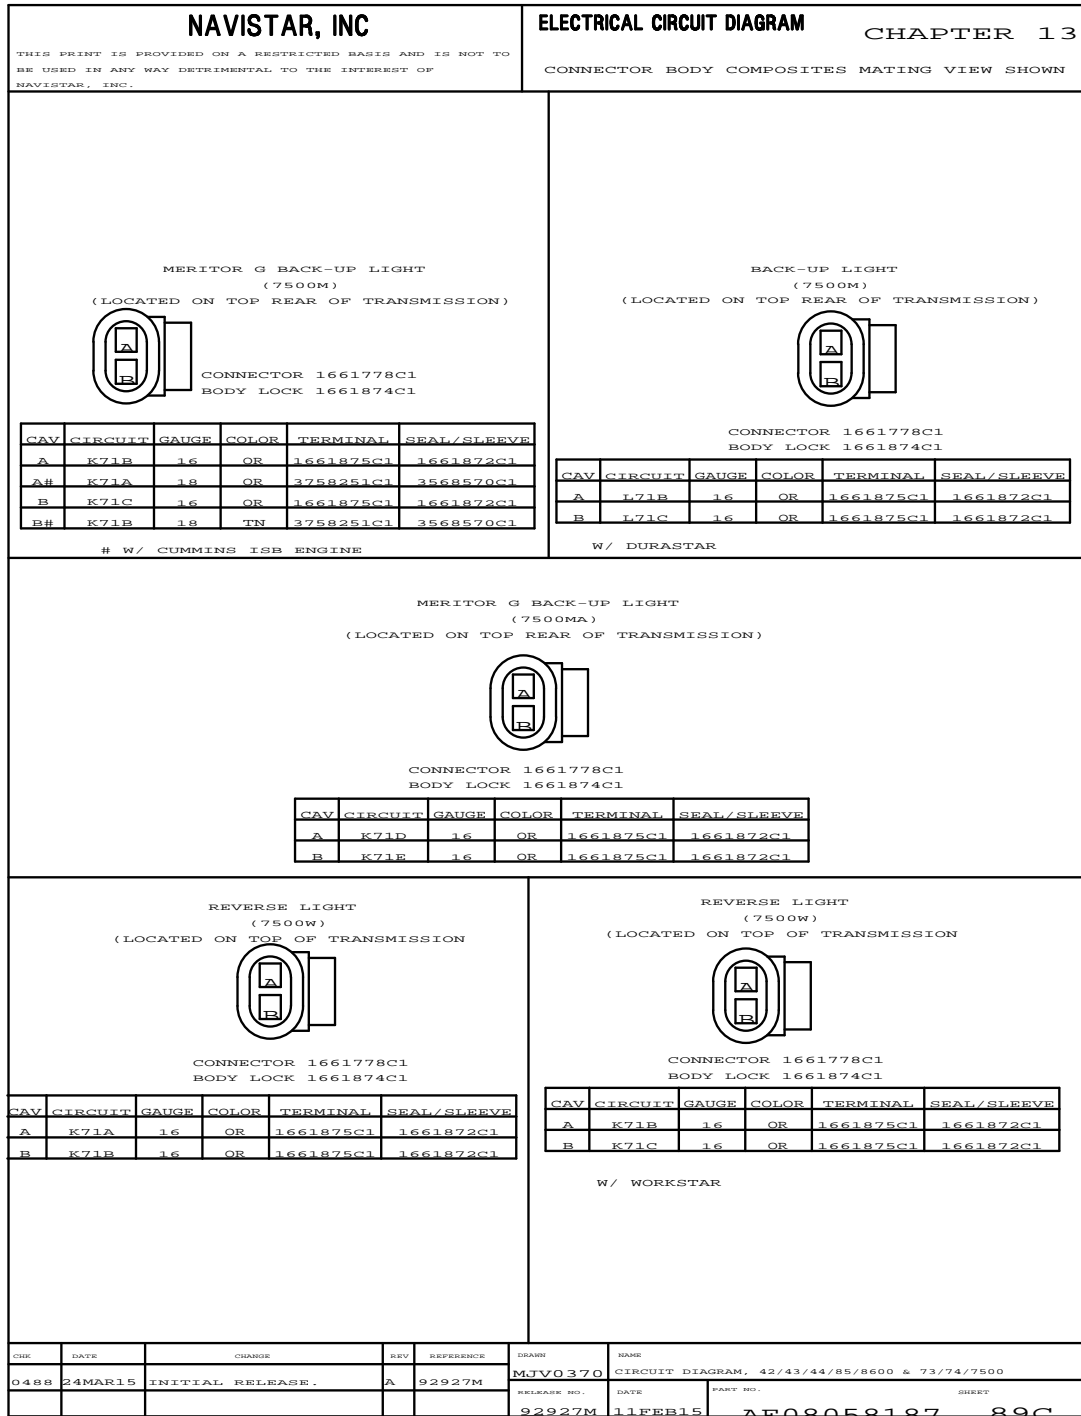 NAVISTAR, INC
THIS PRINT IS PROVIDED ON A RESTRICTED BASIS AND IS NOT TO
BE USED IN ANY WAY DETRIMENTAL TO THE INTEREST OF
NAVISTAR, INC.
ELECTRICAL CIRCUIT DIAGRAM CHAPTER 13
CONNECTOR BODY COMPOSITES MATING VIEW SHOWN
MERITOR G BACK-UP LIGHT
(7500M)
(LOCATED ON TOP REAR OF TRANSMISSION)
A
B
CONNECTOR 1661778C1
BODY LOCK 1661874C1
CAV CIRCUIT GAUGE COLOR TERMINAL SEAL/SLEEVE
A K71B 16 OR 1661875C1 1661872C1
A# K71A 18 OR 3758251C1 3568570C1
B K71C 16 OR 1661875C1 1661872C1
B# K71B 18 TN 3758251C1 3568570C1
# W/ CUMMINS ISB ENGINE
BACK-UP LIGHT
(7500M)
(LOCATED ON TOP REAR OF TRANSMISSION)
A
B
CONNECTOR 1661778C1
BODY LOCK 1661874C1
CAV CIRCUIT GAUGE COLOR TERMINAL SEAL/SLEEVE
A L71B 16 OR 1661875C1 1661872C1
B L71C 16 OR 1661875C1 1661872C1
W/ DURASTAR
MERITOR G BACK-UP LIGHT
(7500MA)
(LOCATED ON TOP REAR OF TRANSMISSION)
A
B
CONNECTOR 1661778C1
BODY LOCK 1661874C1
CAV CIRCUIT GAUGE COLOR TERMINAL SEAL/SLEEVE
A K71D 16 OR 1661875C1 1661872C1
B K71E 16 OR 1661875C1 1661872C1
REVERSE LIGHT
(7500W)
(LOCATED ON TOP OF TRANSMISSION
A
B
CONNECTOR 1661778C1
BODY LOCK 1661874C1
CAV CIRCUIT GAUGE COLOR TERMINAL SEAL/SLEEVE
A K71A 16 OR 1661875C1 1661872C1
B K71B 16 OR 1661875C1 1661872C1
REVERSE LIGHT
(7500W)
(LOCATED ON TOP OF TRANSMISSION
A
B
CONNECTOR 1661778C1
BODY LOCK 1661874C1
CAV CIRCUIT GAUGE COLOR TERMINAL SEAL/SLEEVE
A K71B 16 OR 1661875C1 1661872C1
B K71C 16 OR 1661875C1 1661872C1
W/ WORKSTAR
CHK DATE CHANGE REV REFERENCE
0488 24MAR15 INITIAL RELEASE. A 92927M
DRAWN NAME
MJV0370 CIRCUIT DIAGRAM, 42/43/44/85/8600 & 73/74/7500
RELEASE NO. DATE PART NO. SHEET
92927M 11FEB15 AE08058187 89C